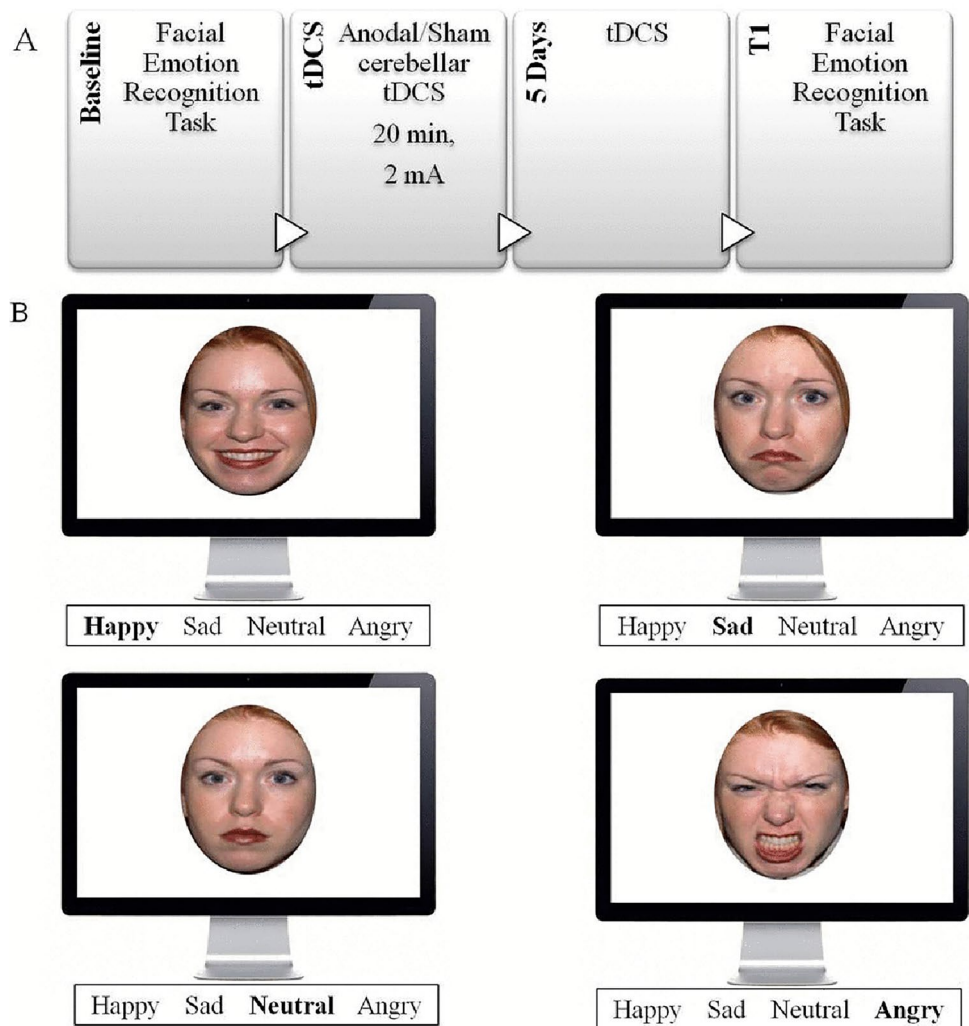 A
Baseline
Facial
Emotion
Recognition
Task
tDCS
Anodal/Sham
cerebellar
tDCS
20 min,
2 mA
5 Days
tDCS
T1
Facial
Emotion
Recognition
Task
B
Happy Sad Neutral Angry
Happy Sad Neutral Angry
Happy Sad Neutral Angry
Happy Sad Neutral Angry